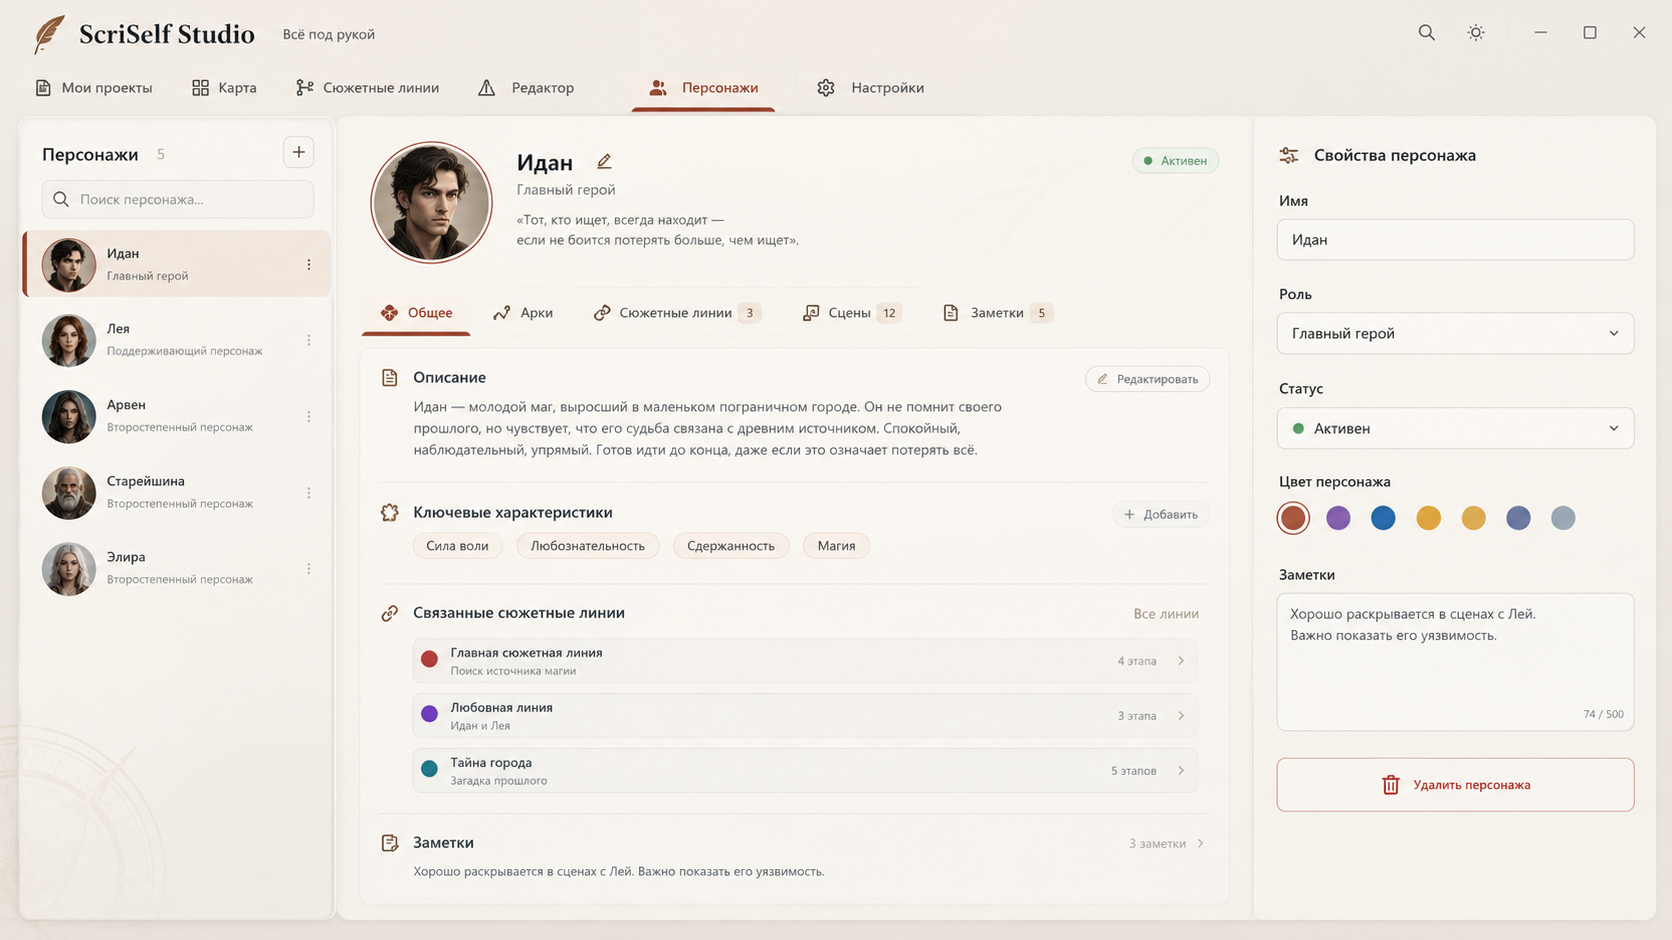 ScriSelf Studio
Всё под рукой
Мои проекты
Карта
Сюжетные линии
Редактор
Персонажи
Настройки
Персонажи 5
Поиск персонажа...
Идан
Главный герой
Лея
Поддерживающий персонаж
Арвен
Второстепенный персонаж
Старейшина
Второстепенный персонаж
Элира
Второстепенный персонаж
Идан
Главный герой
«Тот, кто ищет, всегда находит —
если не боится потерять больше, чем ищет».
Активен
Общее
Арки
Сюжетные линии 3
Сцены 12
Заметки 5
Описание
Редактировать
Идан — молодой маг, выросший в маленьком пограничном городе. Он не помнит своего
прошлого, но чувствует, что его судьба связана с древним источником. Спокойный,
наблюдательный, упрямый. Готов идти до конца, даже если это означает потерять всё.
Ключевые характеристики
Добавить
Сила воли
Любознательность
Сдержанность
Магия
Связанные сюжетные линии
Все линии
Главная сюжетная линия
Поиск источника магии
4 этапа
Любовная линия
Идан и Лея
3 этапа
Тайна города
Загадка прошлого
5 этапов
Заметки
3 заметки
Хорошо раскрывается в сценах с Лей. Важно показать его уязвимость.
Свойства персонажа
Имя
Идан
Роль
Главный герой
Статус
Активен
Цвет персонажа
Заметки
Хорошо раскрывается в сценах с Лей.
Важно показать его уязвимость.
74 / 500
Удалить персонажа